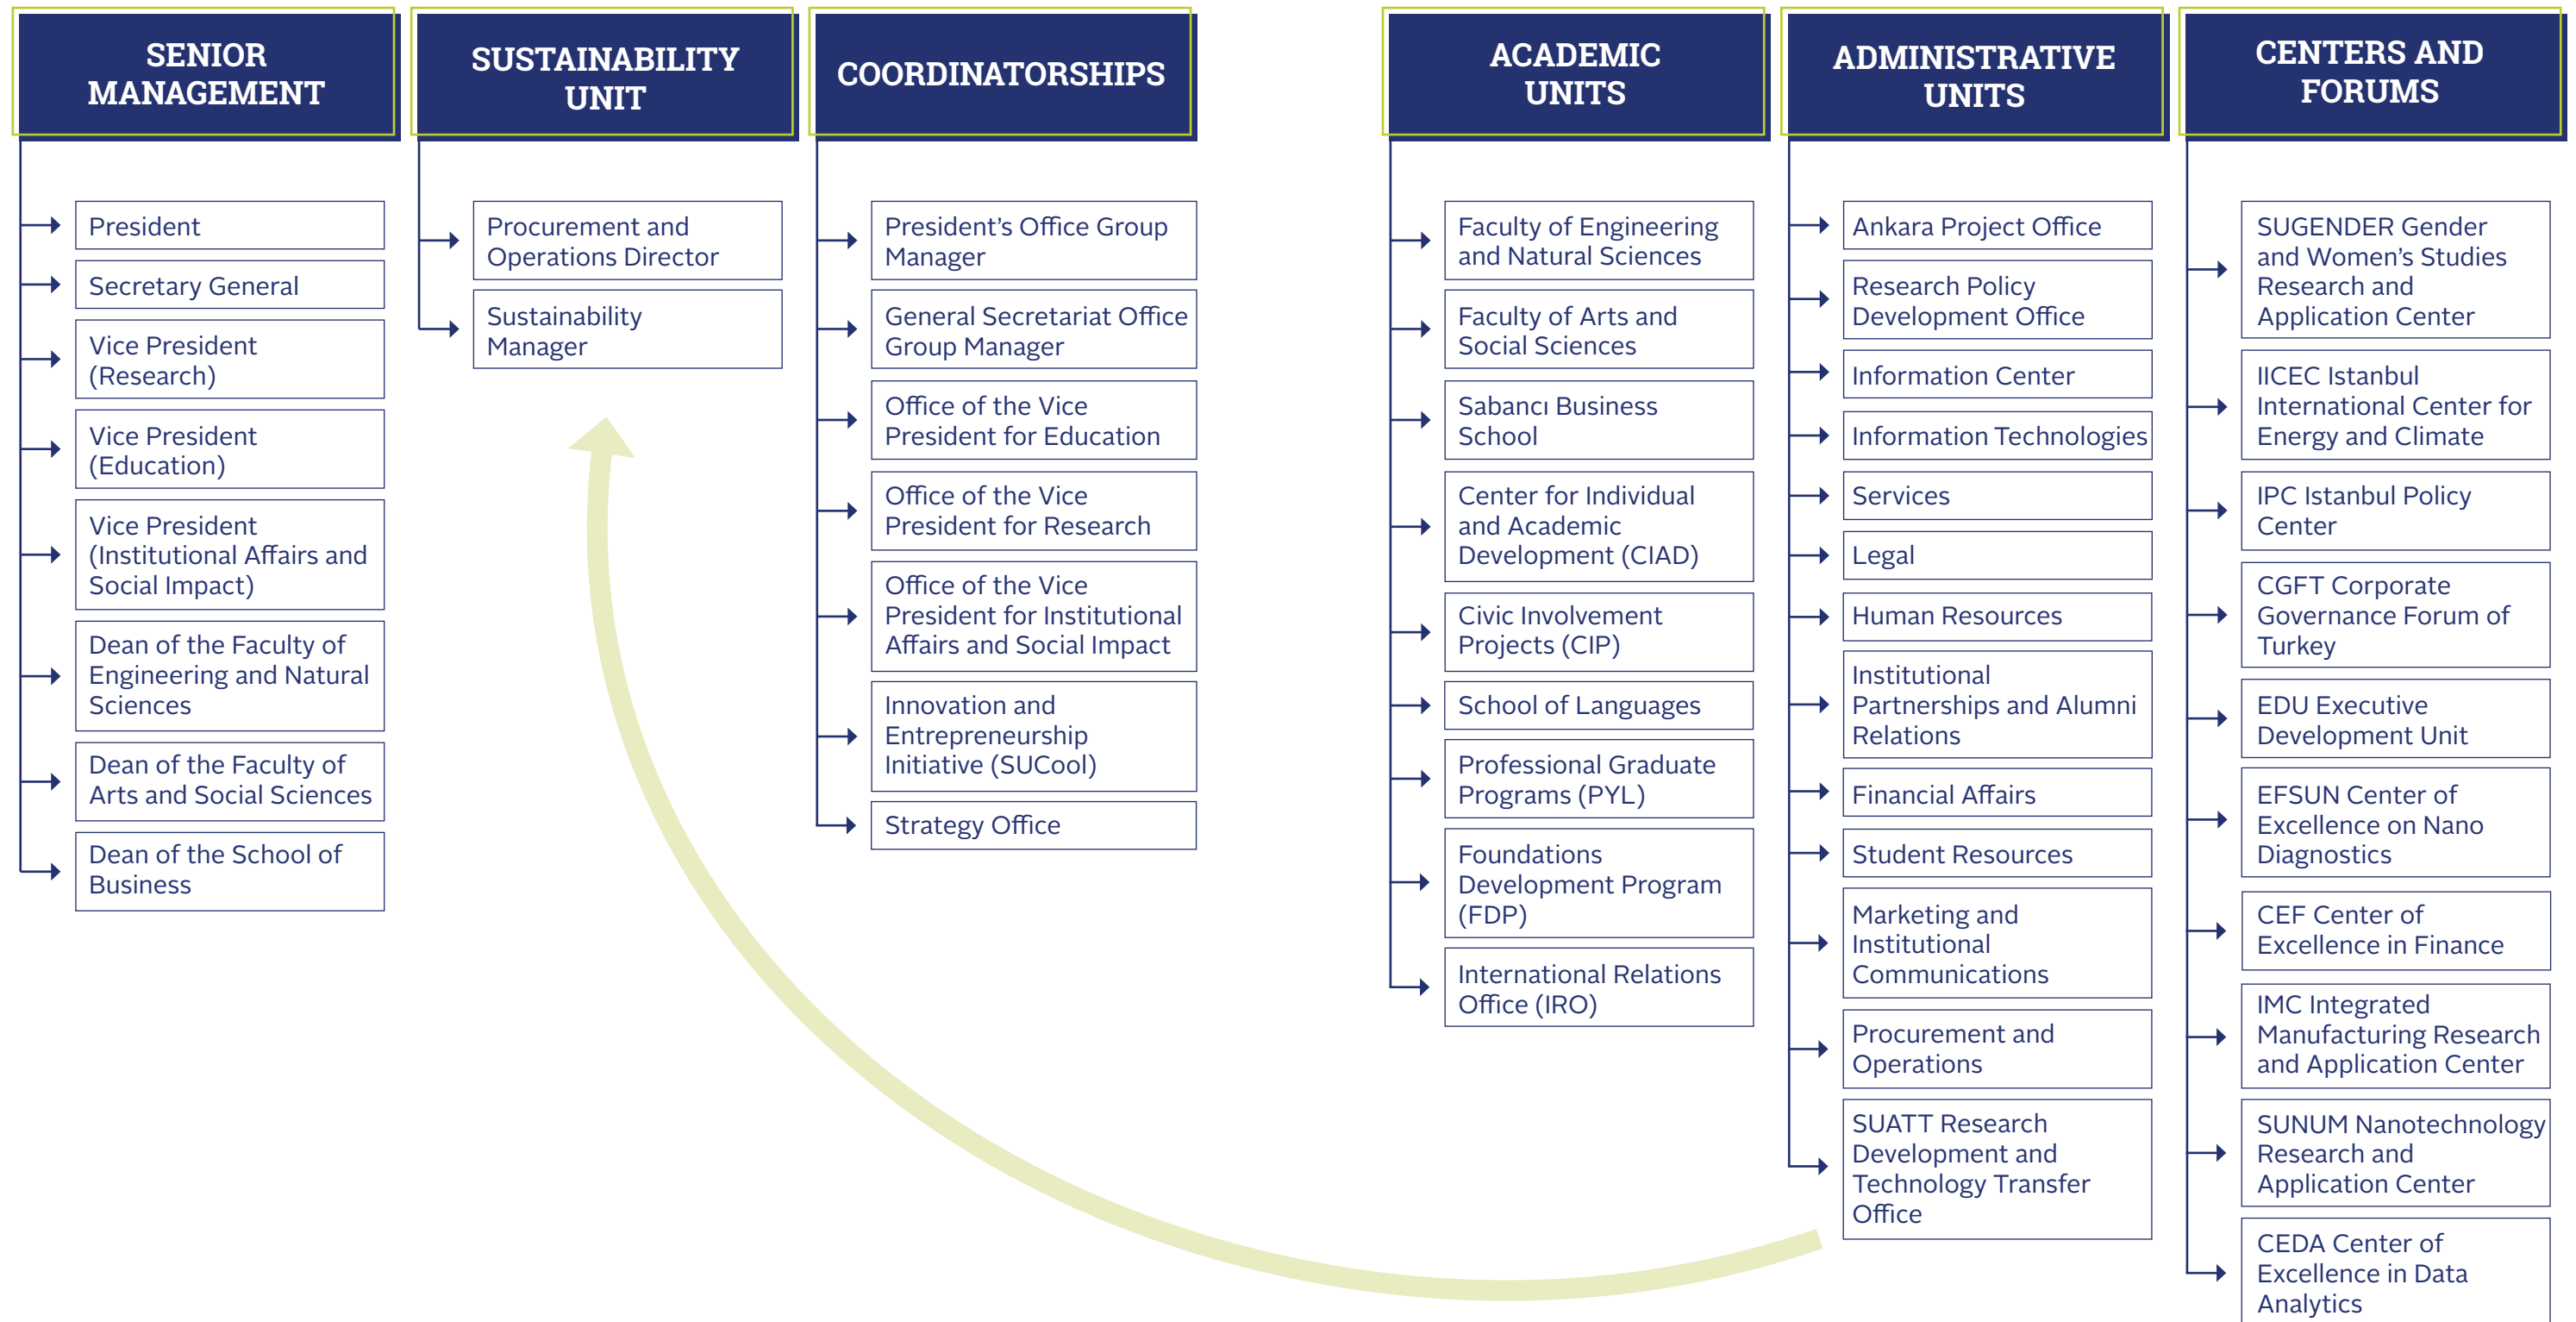 SENIOR
MANAGEMENT
President
Secretary General
Vice President
(Research)
Vice President
(Education)
Vice President
(Institutional Affairs and
Social Impact)
Dean of the Faculty of
Engineering and Natural
Sciences
Dean of the Faculty of
Arts and Social Sciences
Dean of the School of
Business
SUSTAINABILITY
UNIT
Procurement and
Operations Director
Sustainability
Manager
COORDINATORSHIPS
President’s Office Group
Manager
General Secretariat Office
Group Manager
Office of the Vice
President for Education
Office of the Vice
President for Research
Office of the Vice
President for Institutional
Affairs and Social Impact
Innovation and
Entrepreneurship
Initiative (SUCool)
Strategy Office
ACADEMIC
UNITS
Faculty of Engineering
and Natural Sciences
Faculty of Arts and
Social Sciences
Sabancı Business
School
Center for Individual
and Academic
Development (CIAD)
Civic Involvement
Projects (CIP)
School of Languages
Professional Graduate
Programs (PYL)
Foundations
Development Program
(FDP)
International Relations
Office (IRO)
ADMINISTRATIVE
UNITS
Ankara Project Office
Research Policy
Development Office
Information Center
Information Technologies
Services
Legal
Human Resources
Institutional
Partnerships and Alumni
Relations
Financial Affairs
Student Resources
Marketing and
Institutional
Communications
Procurement and
Operations
SUATT Research
Development and
Technology Transfer
Office
CENTERS AND
FORUMS
SUGENDER Gender
and Women’s Studies
Research and
Application Center
IICEC Istanbul
International Center for
Energy and Climate
IPC Istanbul Policy
Center
CGFT Corporate
Governance Forum of
Turkey
EDU Executive
Development Unit
EFSUN Center of
Excellence on Nano
Diagnostics
CEF Center of
Excellence in Finance
IMC Integrated
Manufacturing Research
and Application Center
SUNUM Nanotechnology
Research and
Application Center
CEDA Center of
Excellence in Data
Analytics